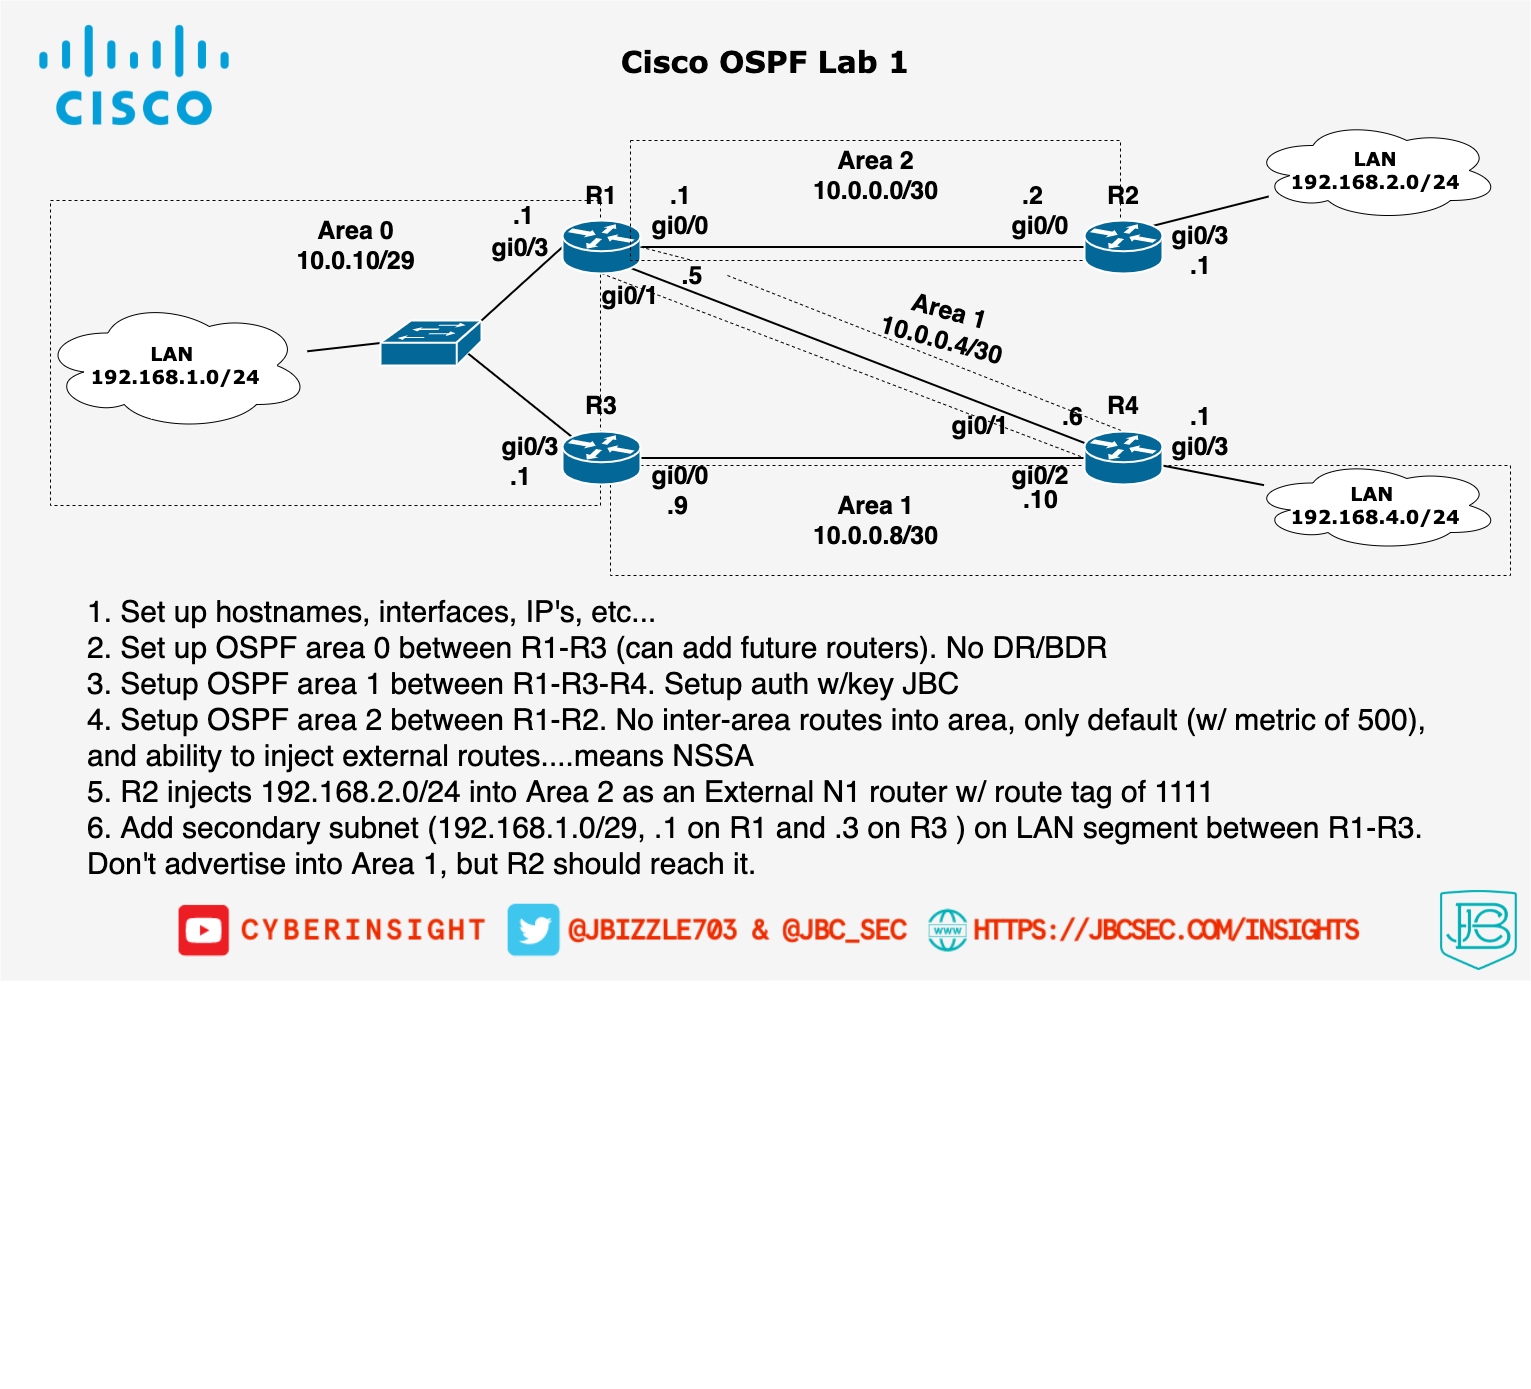 CISCO
Cisco OSPF Lab 1
Area 2
10.0.0.0/30
LAN
192.168.2.0/24
R1
.1
gi0/0
.2
gi0/0
R2
gi0/3
.1
.1
gi0/3
Area 0
10.0.10/29
.5
gi0/1
Area 1
10.0.0.4/30
LAN
192.168.1.0/24
R3
gi0/3
.1
gi0/0
.9
gi0/1
.6
R4
.1
gi0/3
gi0/2
.10
Area 1
10.0.0.8/30
LAN
192.168.4.0/24
1. Set up hostnames, interfaces, IP's, etc...
2. Set up OSPF area 0 between R1-R3 (can add future routers). No DR/BDR
3. Setup OSPF area 1 between R1-R3-R4. Setup auth w/key JBC
4. Setup OSPF area 2 between R1-R2. No inter-area routes into area, only default (w/ metric of 500),
and ability to inject external routes....means NSSA
5. R2 injects 192.168.2.0/24 into Area 2 as an External N1 router w/ route tag of 1111
6. Add secondary subnet (192.168.1.0/29, .1 on R1 and .3 on R3 ) on LAN segment between R1-R3.
Don't advertise into Area 1, but R2 should reach it.
CYBERINSIGHT
@JBIZZLE703 & @JBC_SEC
WWW
HTTPS://JBCSEC.COM/INSIGHTS
JBC